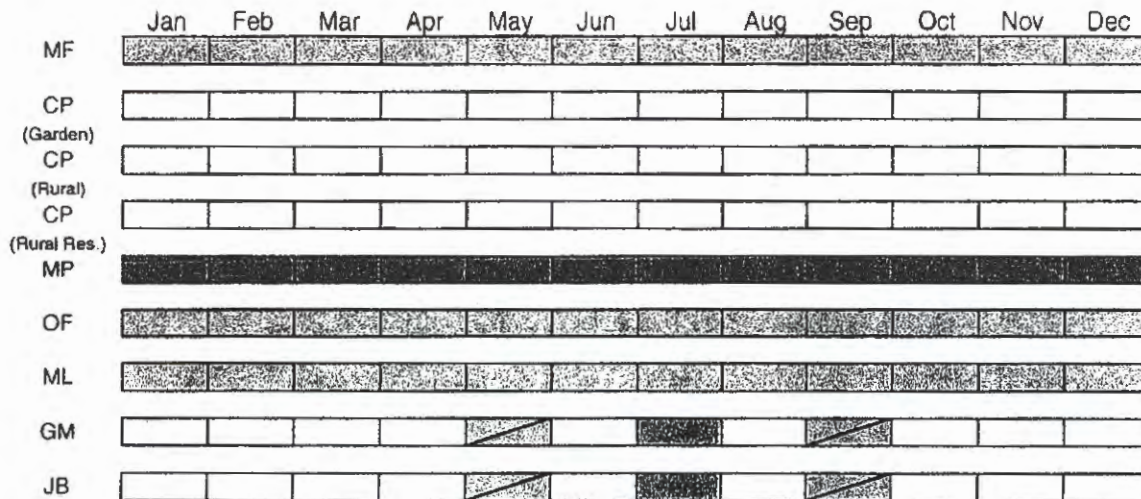 Jan Feb Mar Apr May Jun Jul Aug Sep Oct Nov Dec
MF
CP
(Garden)
CP
(Rural)
CP
(Rural Res.)
MP
OF
ML
GM
JB